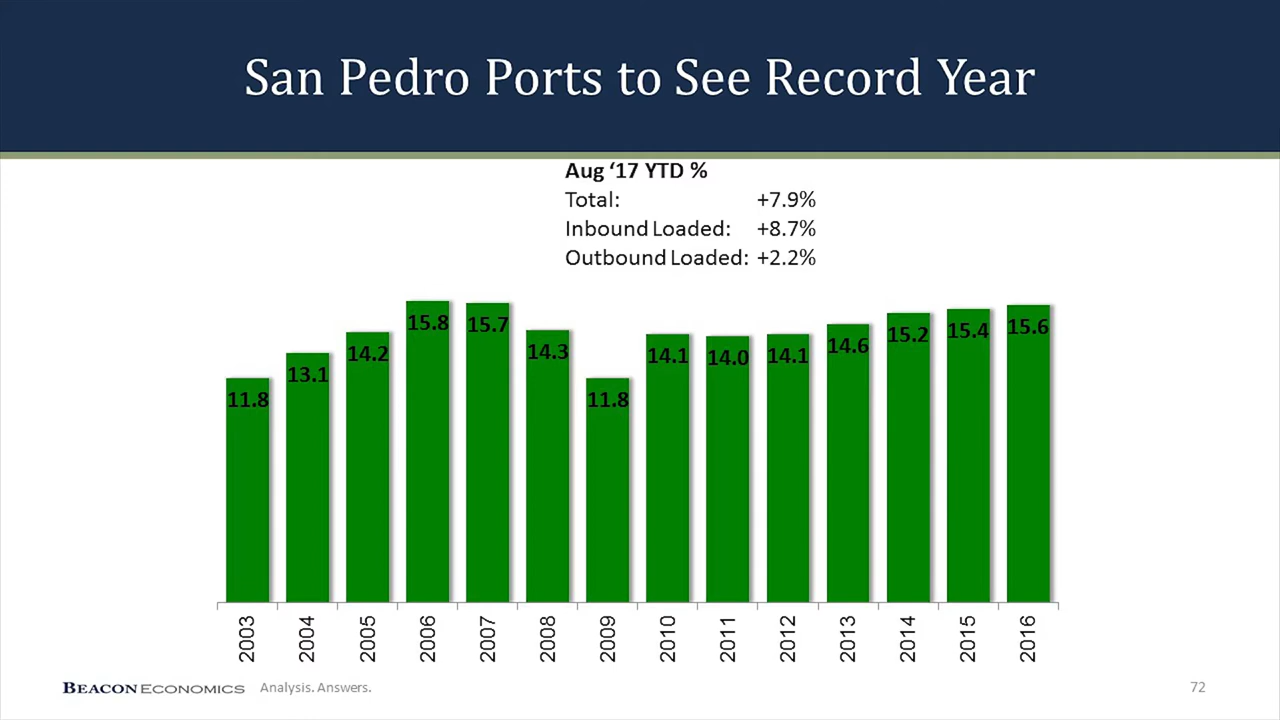 San Pedro Ports to See Record Year
Aug ‘17 YTD %
Total: +7.9%
Inbound Loaded: +8.7%
Outbound Loaded: +2.2%
11.8 13.1 14.2 15.8 15.7 14.3 11.8 14.1 14.0 14.1 14.6 15.2 15.4 15.6
2003 2004 2005 2006 2007 2008 2009 2010 2011 2012 2013 2014 2015 2016
BEACON ECONOMICS Analysis. Answers. 72